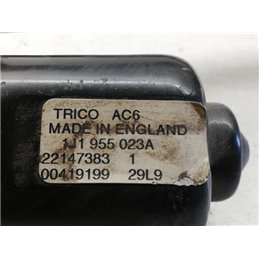 TRICO AC6
MADE IN ENGLAND
1J1 955 023A
22147383 1
00419199 29L9